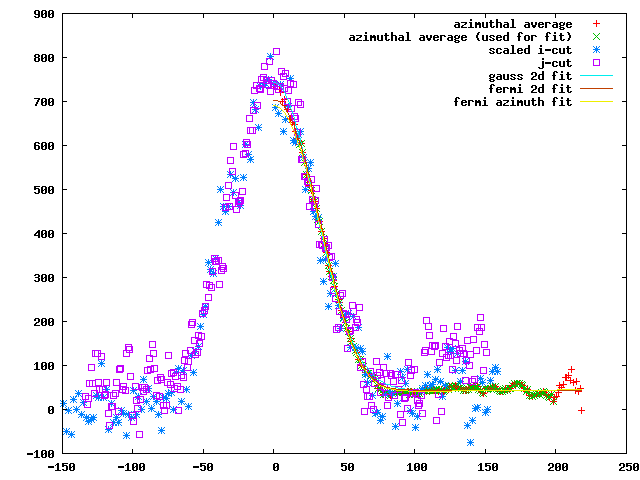 900
800
700
600
500
400
300
200
100
0
-100
-150 -100 -50 0 50 100 150 200 250
azimuthal average
azimuthal average (used for fit)
scaled i-cut
j-cut
gauss 2d fit
fermi 2d fit
fermi azimuth fit